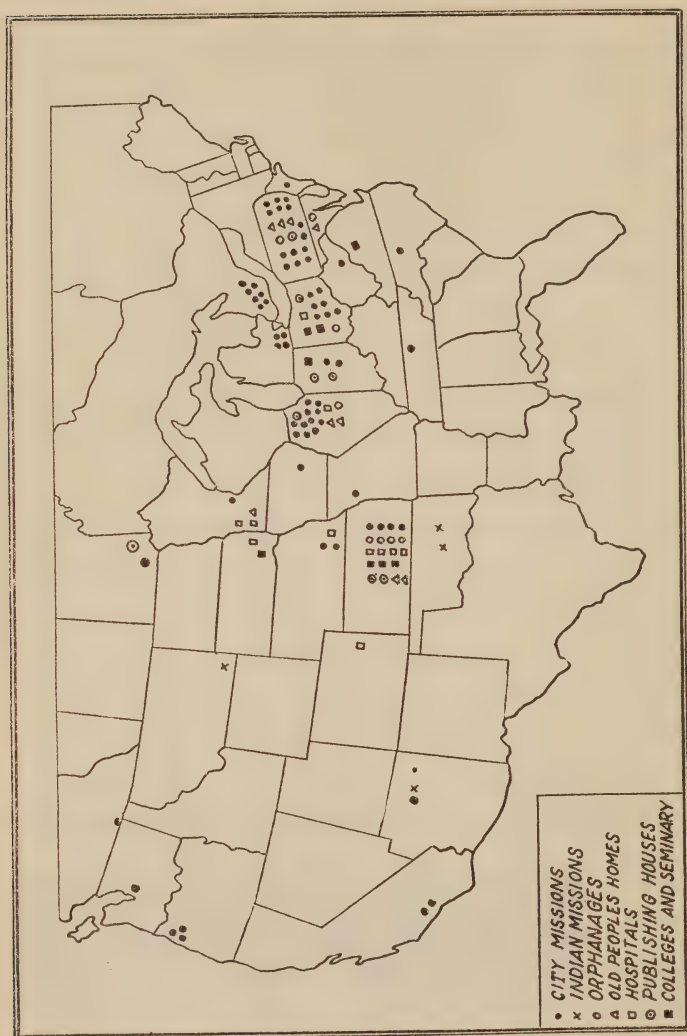 CITY MISSIONS
INDIAN MISSIONS
ORPHANAGES
OLD PEOPLES HOMES
HOSPITALS
PUBLISHING HOUSES
COLLEGES AND SEMINARY